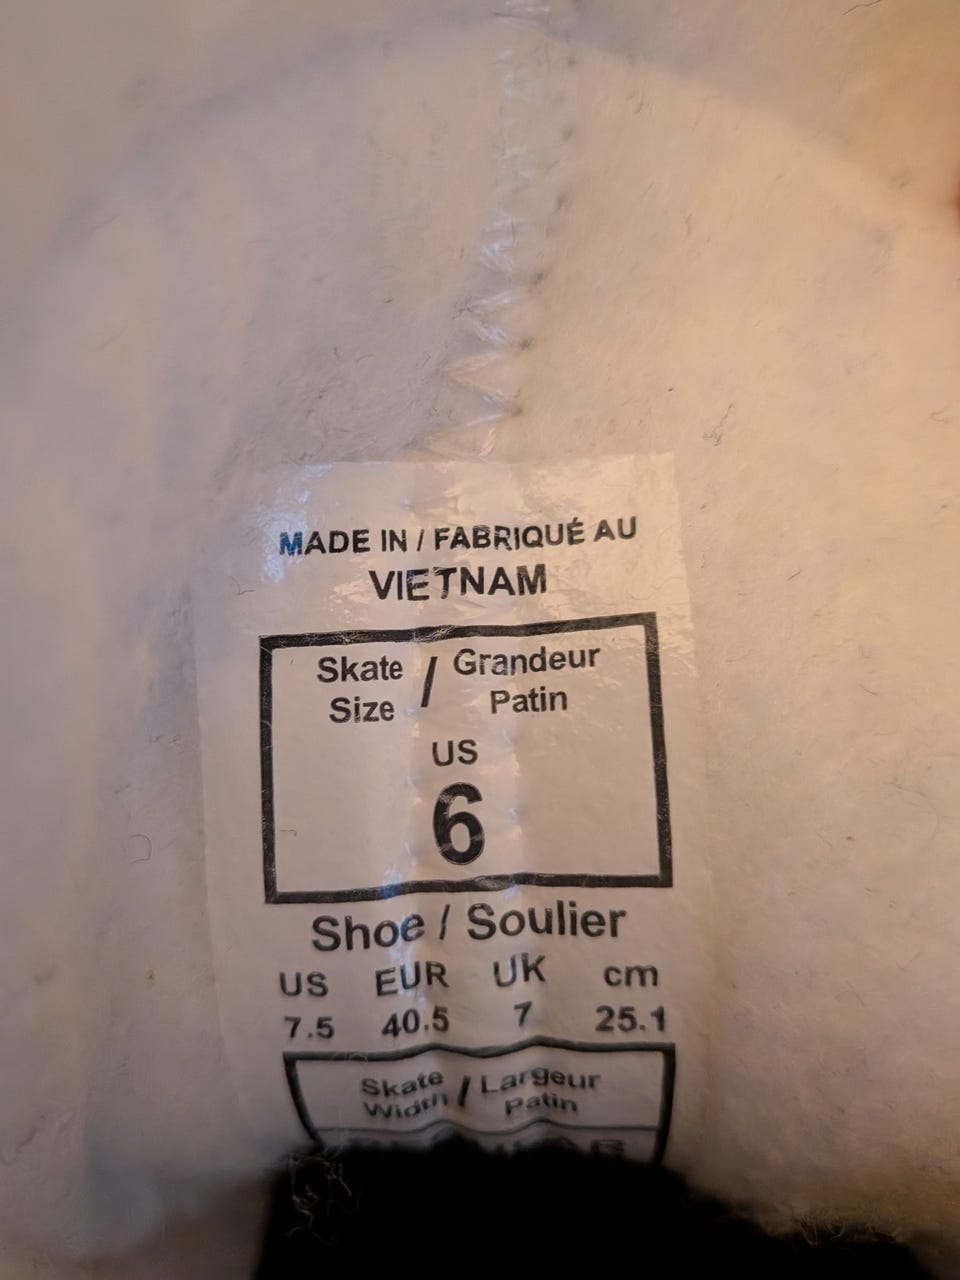 MADE IN / FABRIQUÉ AU
VIETNAM
Skate / Grandeur
Size Patin
US
6
Shoe / Soulier
US EUR UK cm
7.5 40.5 7 25.1
Skate / Largeur
Width Patin